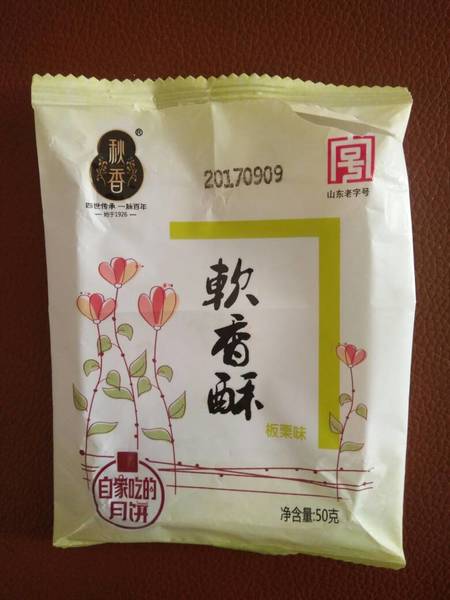 秋香®
四世传承 一脉百年
始于1926
20170909
号
山东老字号
軟香酥
板栗味
自家吃的
月饼
净含量:50克